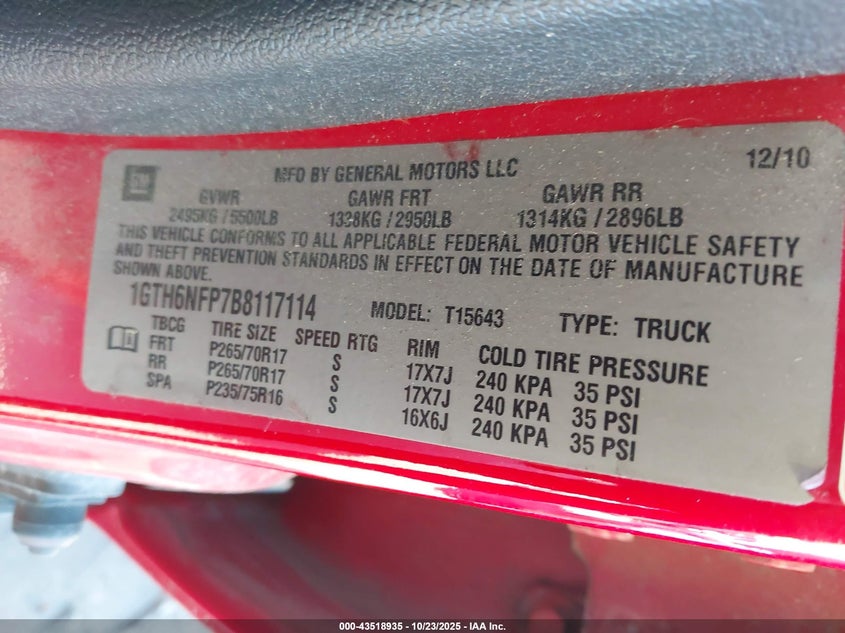 GM
MFD BY GENERAL MOTORS LLC
12/10
GVWR GAWR FRT GAWR RR
2495KG / 5500LB 1338KG / 2950LB 1314KG / 2896LB
THIS VEHICLE CONFORMS TO ALL APPLICABLE FEDERAL MOTOR VEHICLE SAFETY
AND THEFT PREVENTION STANDARDS IN EFFECT ON THE DATE OF MANUFACTURE
SHOWN ABOVE.
1GTH6NFP7B8117114 MODEL: T15643 TYPE: TRUCK
TBCG TIRE SIZE SPEED RTG RIM COLD TIRE PRESSURE
FRT P265/70R17 S 17X7J 240 KPA 35 PSI
RR P265/70R17 S 17X7J 240 KPA 35 PSI
SPA P235/75R16 S 16X6J 240 KPA 35 PSI
000-43518935 - 10/23/2025 - IAA Inc.